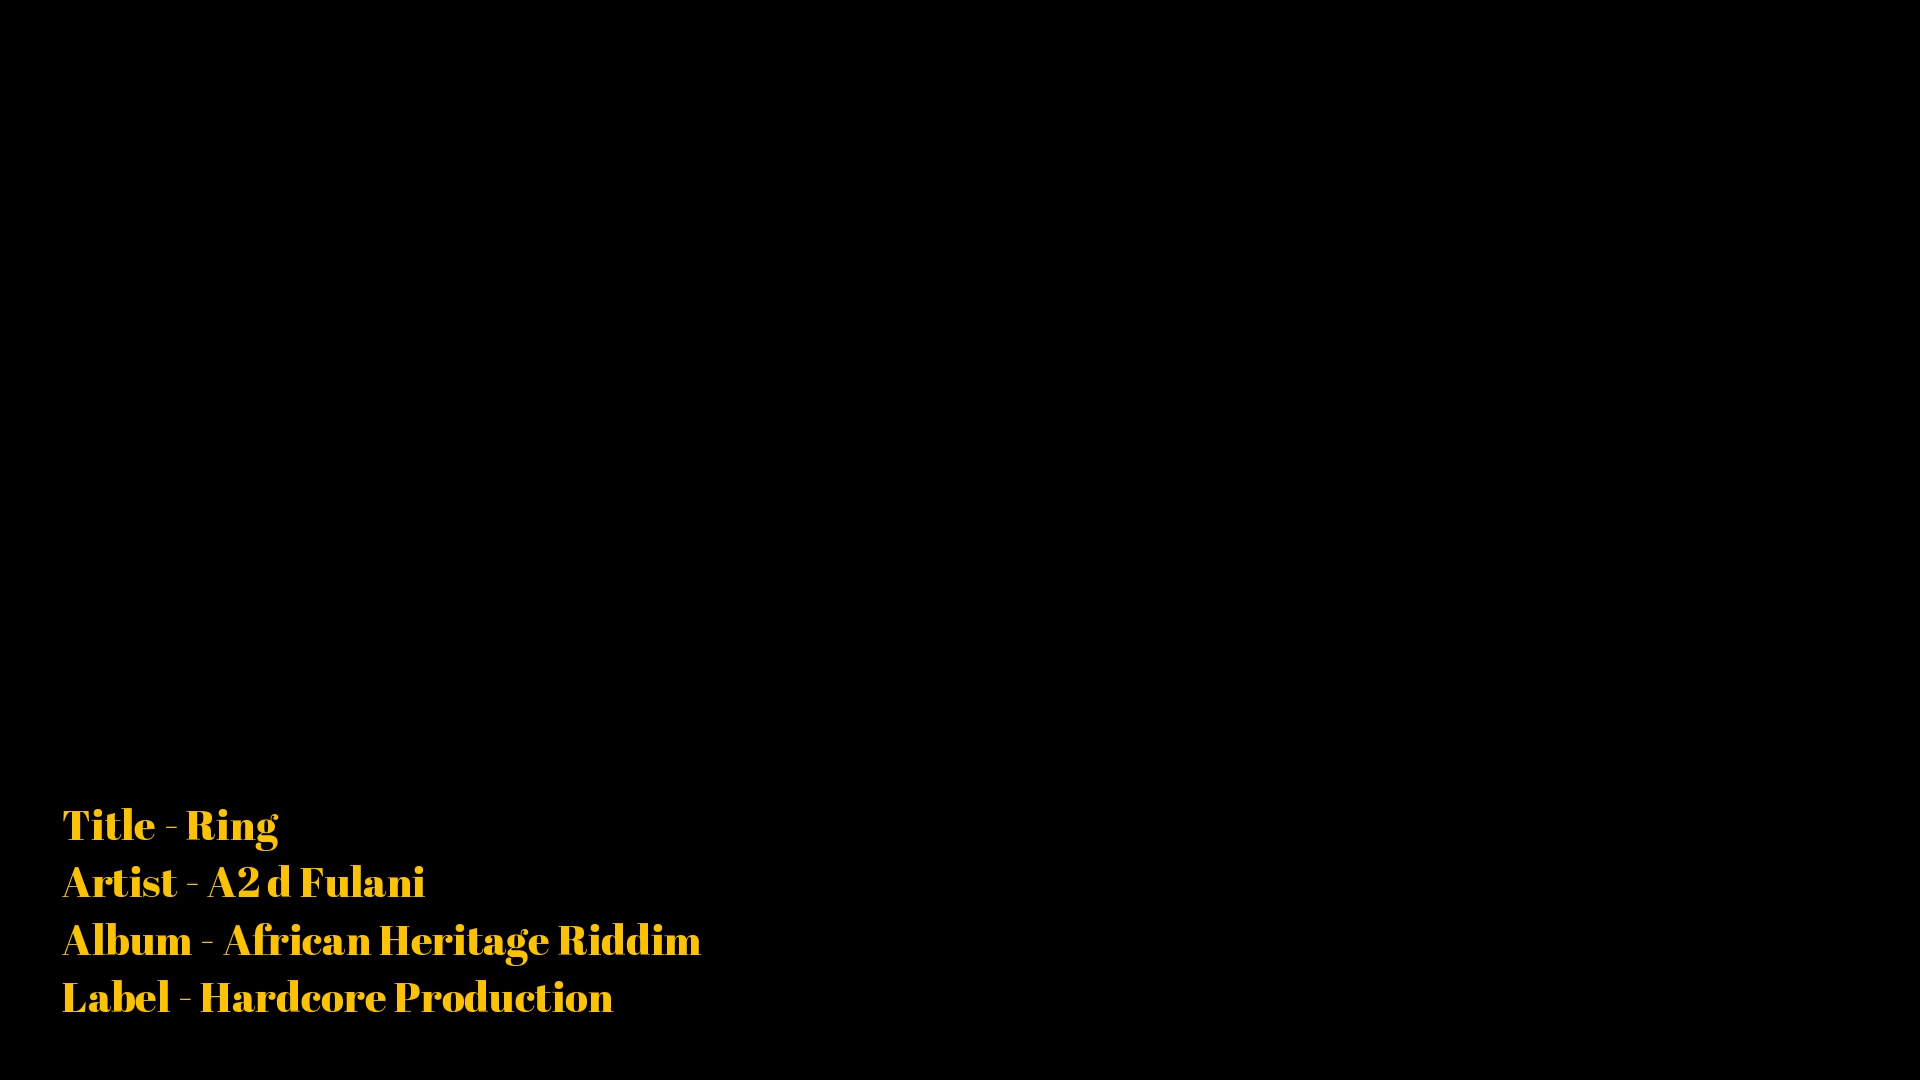 Title - Ring
Artist - A2 d Fulani
Album - African Heritage Riddim
Label - Hardcore Production